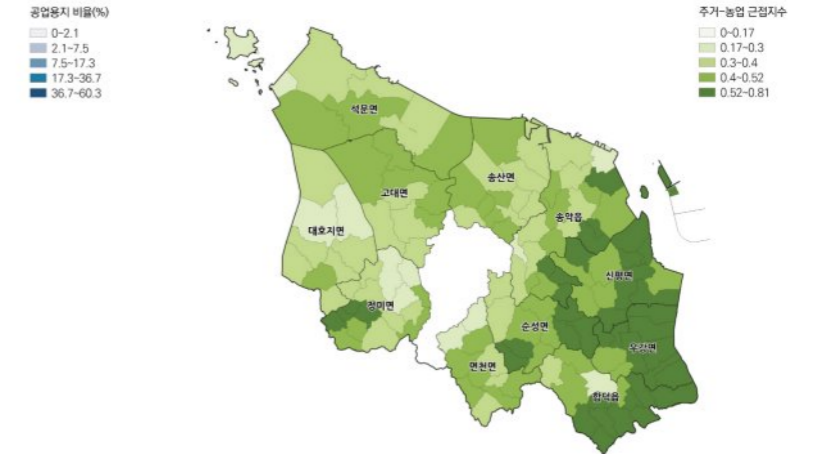 공업용지 비율(%)
0-2.1
2.1-7.5
7.5-17.3
17.3-36.7
36.7-60.3
주거-농업 근접지수
0-0.17
0.17-0.3
0.3-0.4
0.4-0.52
0.52-0.81
석문면
송산면
고대면
송악읍
대호지면
신평면
정미면
순성면
우강면
면천면
합덕읍